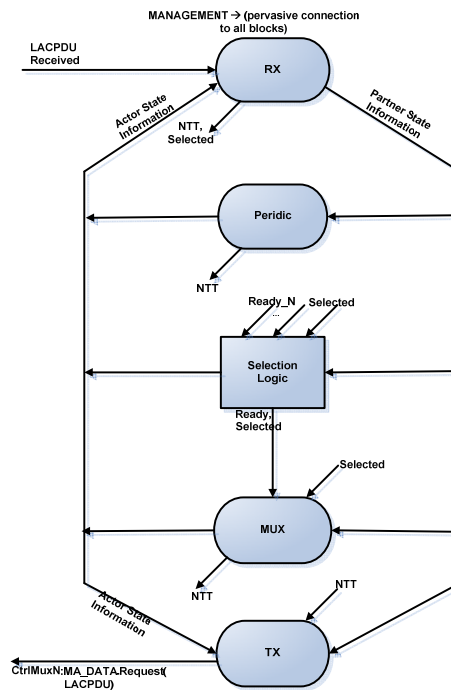 MANAGEMENT → (pervasive connection
to all blocks)
LACPDU
Received
RX
Actor State
Information
Partner State
Information
NTT,
Selected
Peridic
NTT
Ready_N
...
Selected
Selection
Logic
Ready,
Selected
Selected
MUX
NTT
Actor State
Information
NTT
TX
CtrlMuxN:MA_DATA.Request(
LACPDU)